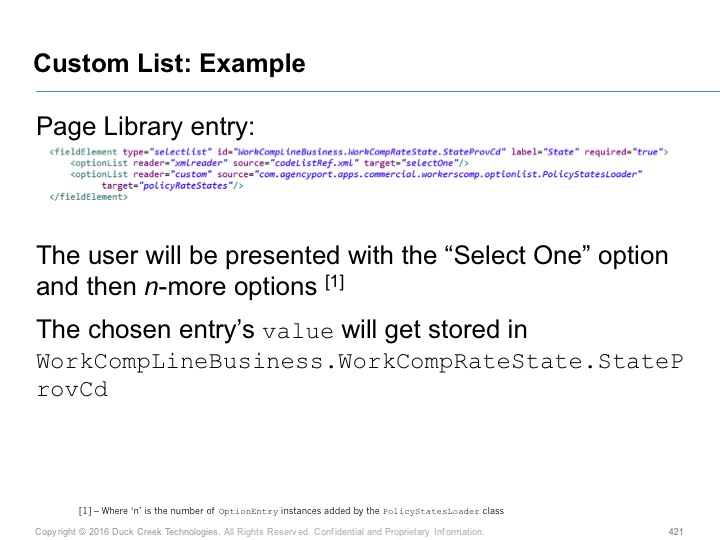 Custom List: Example
Page Library entry:
<fieldElement type="selectlist" id="WorkCompLineBusiness.WorkCompRateState.StateProvCd" label="State" required="true">
<optionList reader="xmlreader" source="codeListRef.xml" target="selectOne"/>
<optionList reader="custom" source="com.agencyport.apps.commercial.workerscomp.optionlist.PolicyStatesLoader"
target="policyRateStates"/>
</fieldElement>
The user will be presented with the “Select One” option
and then n-more options [1]
The chosen entry’s value will get stored in
WorkCompLineBusiness.WorkCompRateState.StateP
rovCd
[1] – Where ‘n’ is the number of OptionEntry instances added by the PolicyStatesLoader class
Copyright © 2016 Duck Creek Technologies. All Rights Reserved. Confidential and Proprietary Information.
421